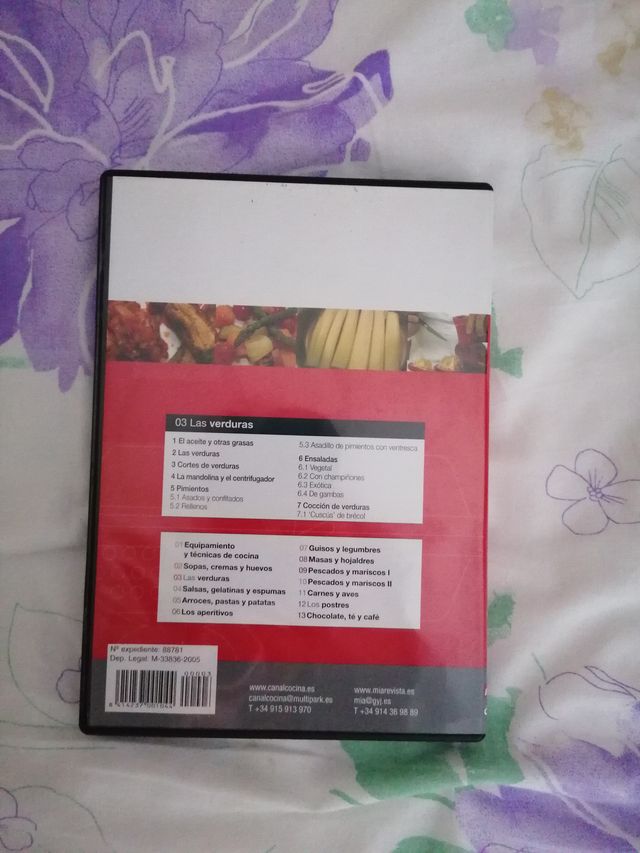 03 Las verduras
1 El aceite y otras grasas
2 Las verduras
3 Cortes de verduras
4 La mandolina y el centrifugador
5 Pimientos
5.1 Asados y confitados
5.2 Rellenos
5.3 Asadillo de pimientos con ventresca
6 Ensaladas
6.1 Vegetal
6.2 Con champiñones
6.3 Exótica
6.4 De gambas
7 Cocción de verduras
7.1 'Cuscús' de brécol
01 Equipamiento
y técnicas de cocina
02 Sopas, cremas y huevos
03 Las verduras
04 Salsas, gelatinas y espumas
05 Arroces, pastas y patatas
06 Los aperitivos
07 Guisos y legumbres
08 Masas y hojaldres
09 Pescados y mariscos I
10 Pescados y mariscos II
11 Carnes y aves
12 Los postres
13 Chocolate, té y café
Nº expediente: 88781
Dep. Legal: M-33836-2005
00003
8 414237 001044
www.canalcocina.es
canalcocina@multipark.es
T +34 915 913 970
www.miarevista.es
mia@gyj.es
T +34 914 36 98 89